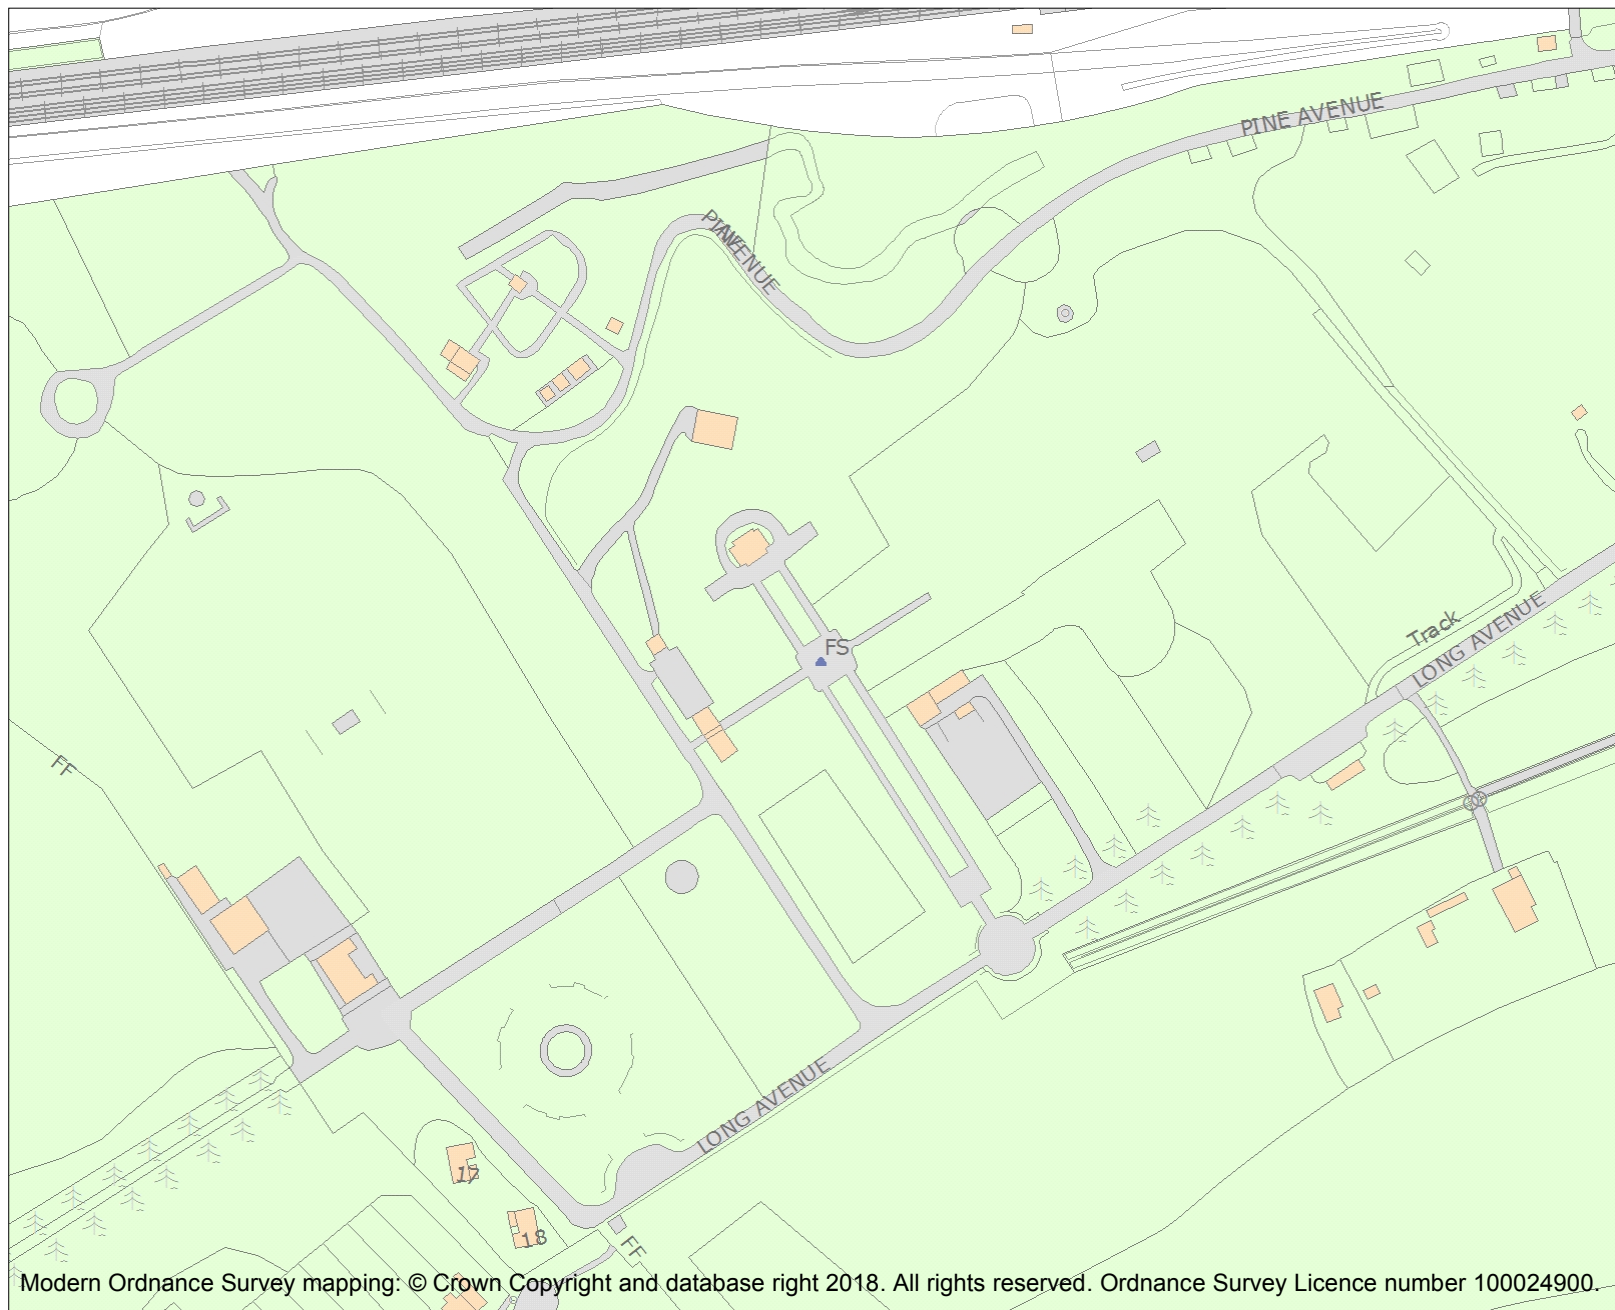 PINE AVENUE
PINE AVENUE
FS
Track
LONG AVENUE
FF
LONG AVENUE
17
18
FF
Modern Ordnance Survey mapping: © Crown Copyright and database right 2018. All rights reserved. Ordnance Survey Licence number 100024900.